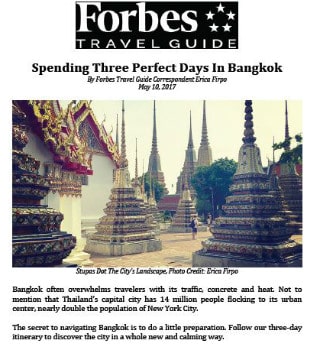 Forbes
TRAVEL GUIDE
Spending Three Perfect Days In Bangkok
By Forbes Travel Guide Correspondent Erica Firpo
May 10, 2017
Stupas Dot The City's Landscape, Photo Credit: Erica Firpo
Bangkok often overwhelms travelers with its traffic, concrete and heat. Not to
mention that Thailand's capital city has 14 million people flocking to its urban
center, nearly double the population of New York City.
The secret to navigating Bangkok is to do a little preparation. Follow our three-day
itinerary to discover the city in a whole new and calming way.